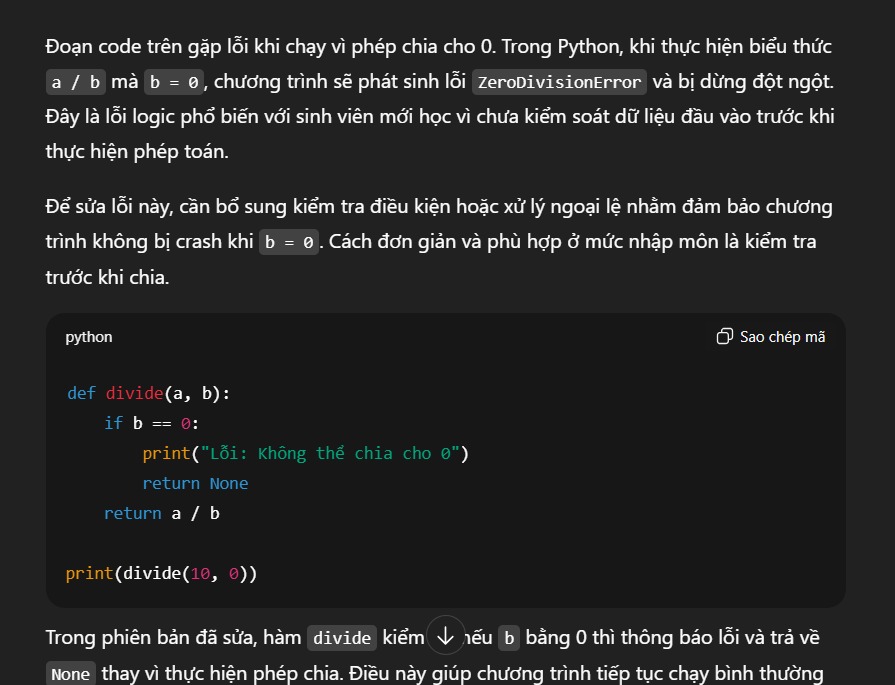 Đoạn code trên gặp lỗi khi chạy vì phép chia cho 0. Trong Python, khi thực hiện biểu thức
a / b mà b = 0, chương trình sẽ phát sinh lỗi ZeroDivisionError và bị dừng đột ngột.
Đây là lỗi logic phổ biến với sinh viên mới học vì chưa kiểm soát dữ liệu đầu vào trước khi
thực hiện phép toán.
Để sửa lỗi này, cần bổ sung kiểm tra điều kiện hoặc xử lý ngoại lệ nhằm đảm bảo chương
trình không bị crash khi b = 0. Cách đơn giản và phù hợp ở mức nhập môn là kiểm tra
trước khi chia.
python
Sao chép mã
def divide(a, b):
    if b == 0:
        print("Lỗi: Không thể chia cho 0")
        return None
    return a / b
print(divide(10, 0))
Trong phiên bản đã sửa, hàm divide kiểm b bằng 0 thì thông báo lỗi và trả về
None thay vì thực hiện phép chia. Điều này giúp chương trình tiếp tục chạy bình thường